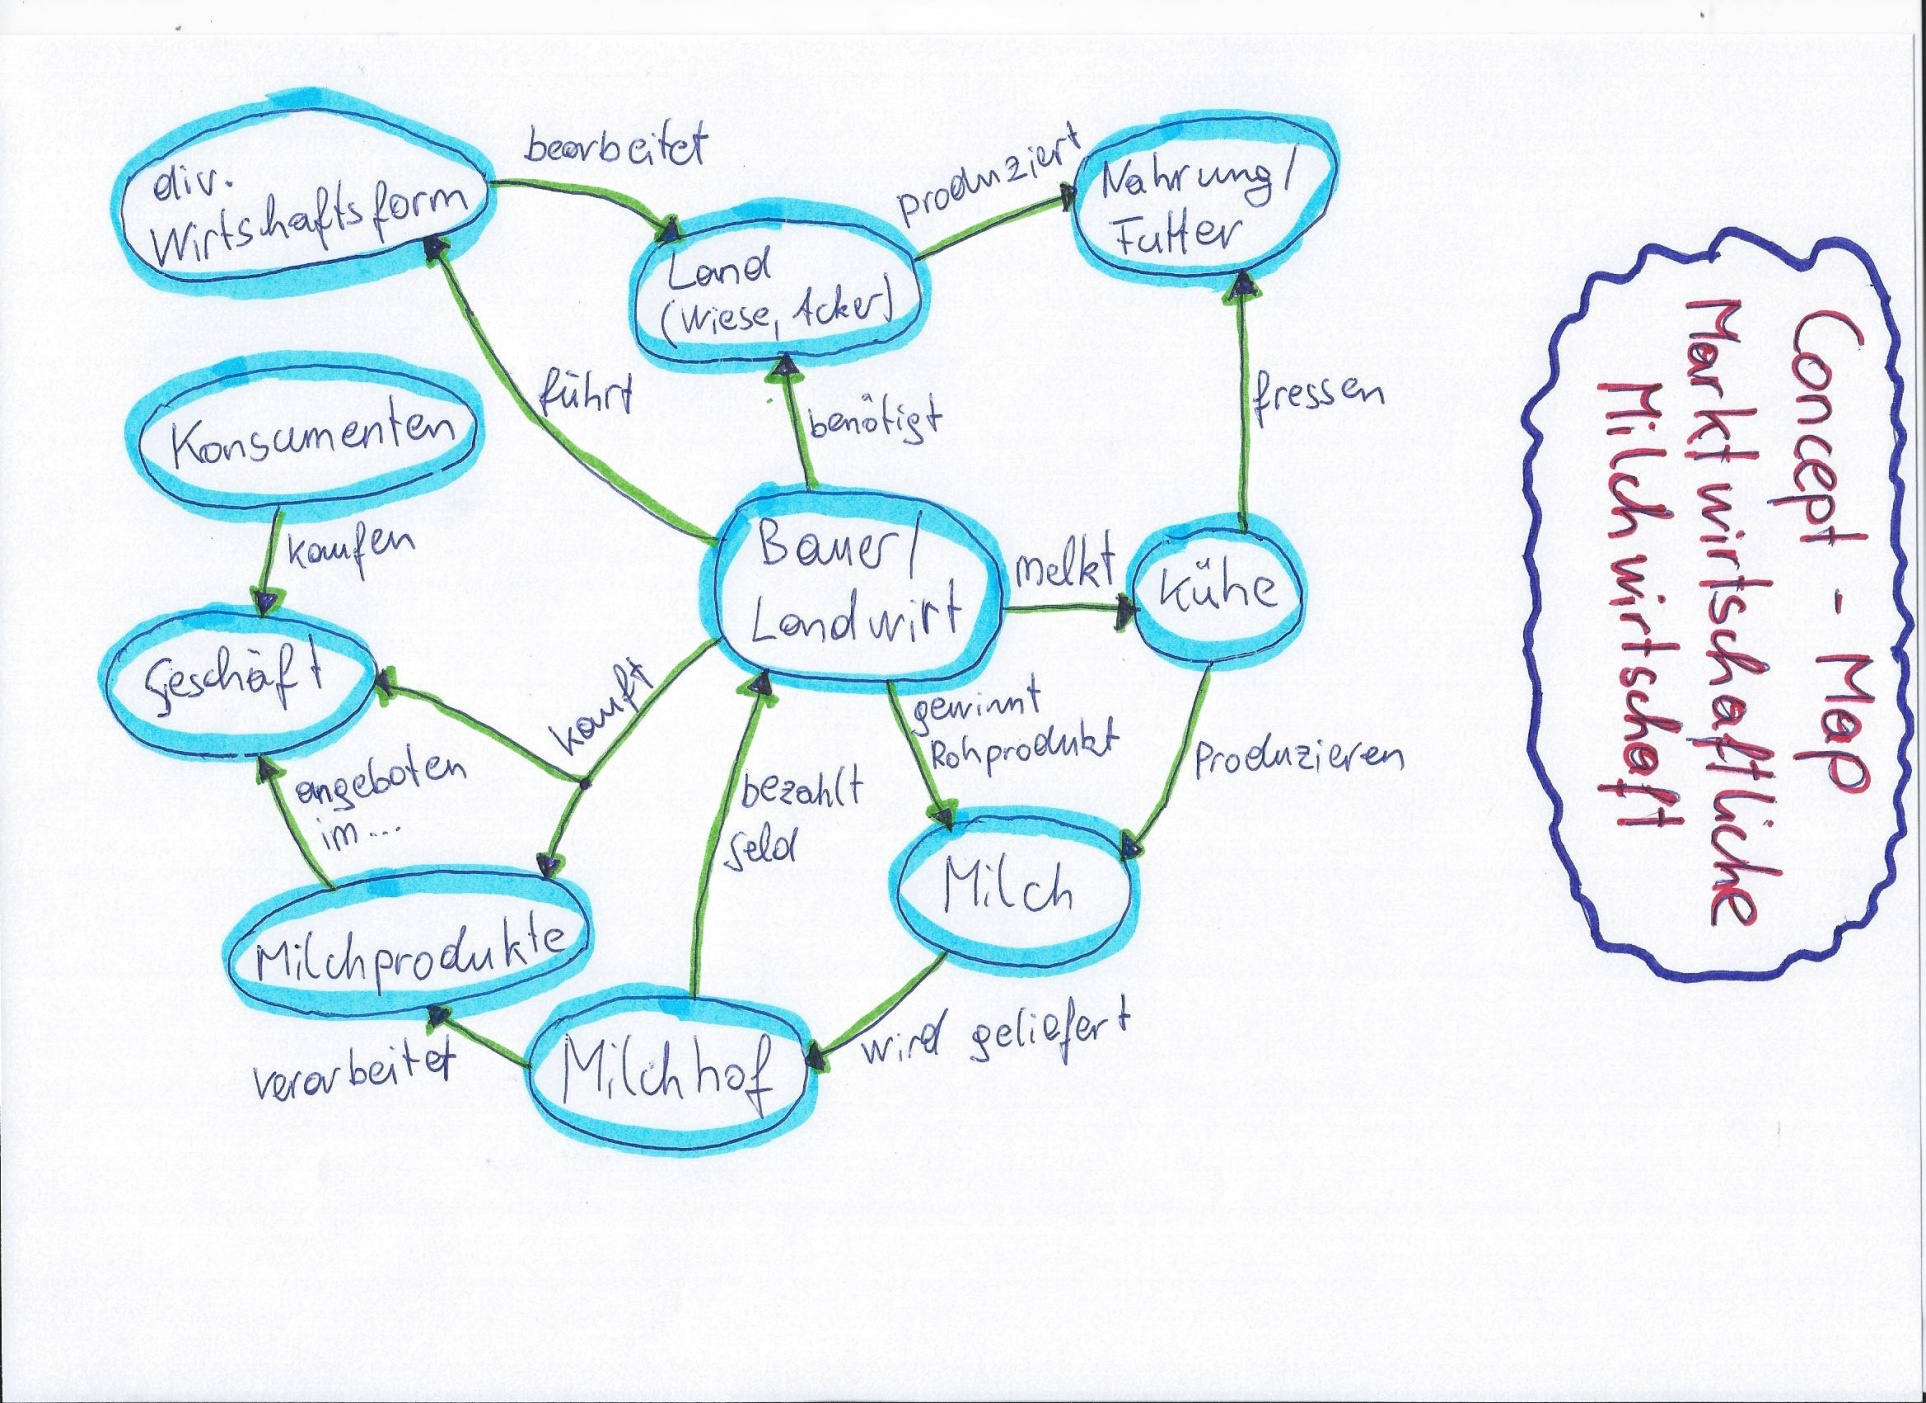 Concept - Map
Marktwirtschaftliche
Milchwirtschaft
div.
Wirtschaftsform
bearbeitet
Land
(Wiese, Acker)
produziert
Nahrung/
Futter
führt
benötigt
fressen
Konsumenten
kaufen
Bauer/
Landwirt
melkt
Kühe
Geschäft
kauft
gewinnt
Rohprodukt
Produzieren
angeboten
im...
bezahlt
Geld
Milch
Milchprodukte
verarbeitet
Milchhof
wird geliefert